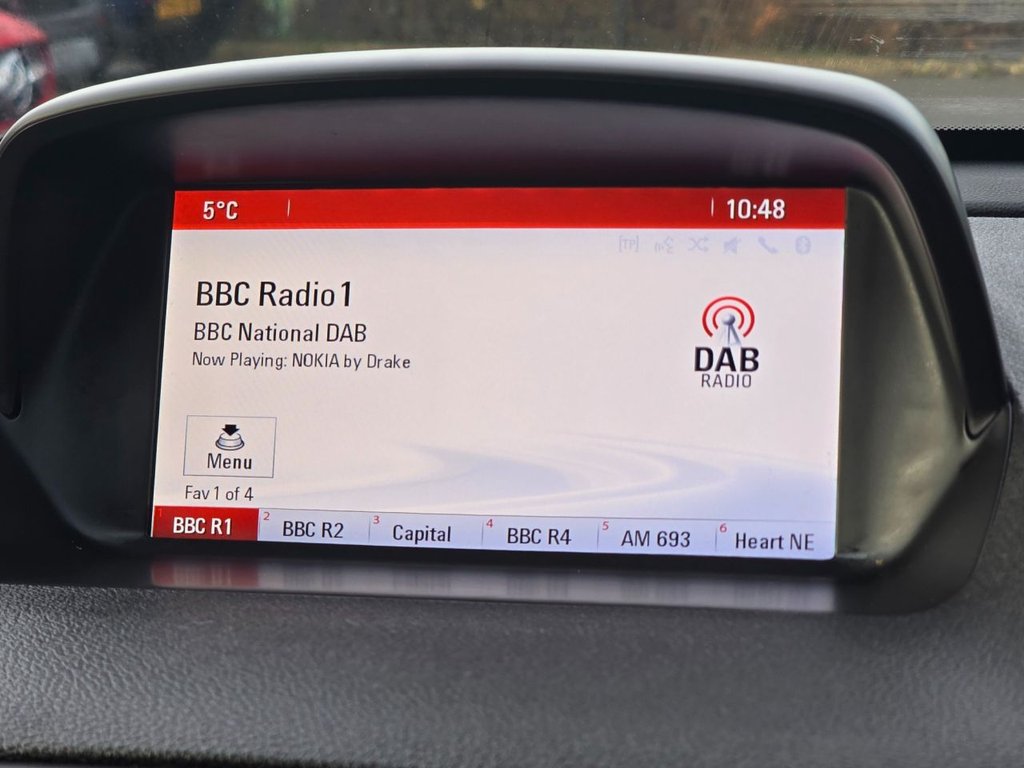 5°C 10:48
[TP]
BBC Radio 1
BBC National DAB
Now Playing: NOKIA by Drake
DAB
RADIO
Menu
Fav 1 of 4
1 BBC R1 2 BBC R2 3 Capital 4 BBC R4 5 AM 693 6 Heart NE